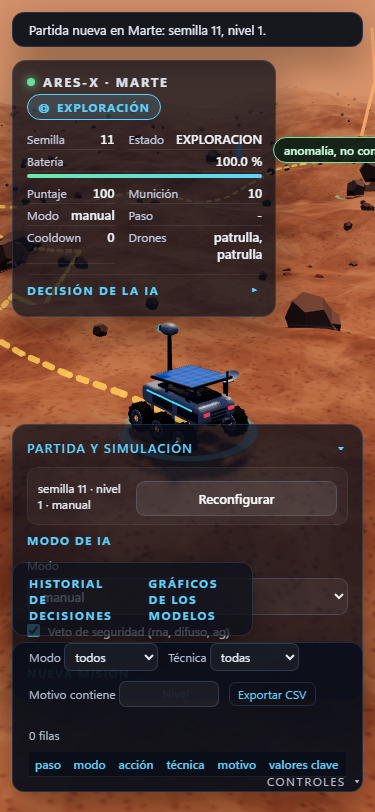 Partida nueva en Marte: semilla 11, nivel 1.
ARES-X · MARTE
EXPLORACIÓN
Semilla 11 Estado EXPLORACION
anomalía, no con
Batería 100.0 %
Puntaje 100 Munición 10
Modo manual Paso -
Cooldown 0 Drones patrulla,
patrulla
DECISIÓN DE LA IA
PARTIDA Y SIMULACIÓN
semilla 11 · nivel
1 · manual
Reconfigurar
MODO DE IA
Modo
manual
HISTORIAL
DE
DECISIONES
GRÁFICOS
DE LOS
MODELOS
Veto de seguridad (rna, difuso, ag)
Modo todos Técnica todas
NUEVA MISIÓN
Motivo contiene Nivel Exportar CSV
0 filas
paso modo acción técnica motivo valores clave
CONTROLES